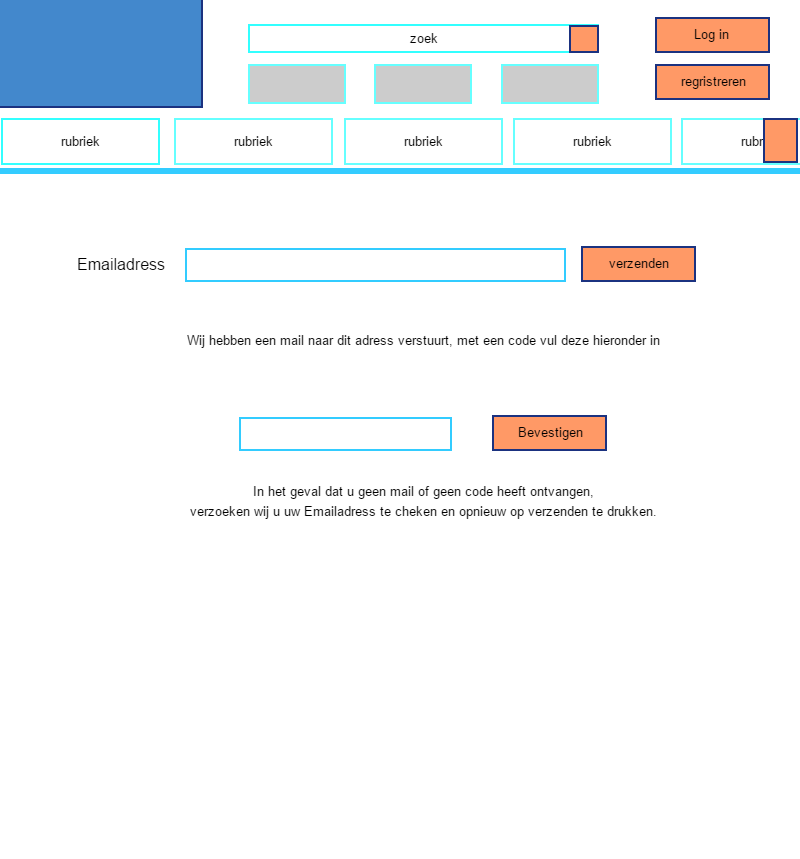 zoek
Log in
regristreren
rubriek
rubriek
rubriek
rubriek
rubr
Emailadress
verzenden
Wij hebben een mail naar dit adress verstuurt, met een code vul deze hieronder in
Bevestigen
In het geval dat u geen mail of geen code heeft ontvangen,
verzoeken wij u uw Emailadress te cheken en opnieuw op verzenden te drukken.